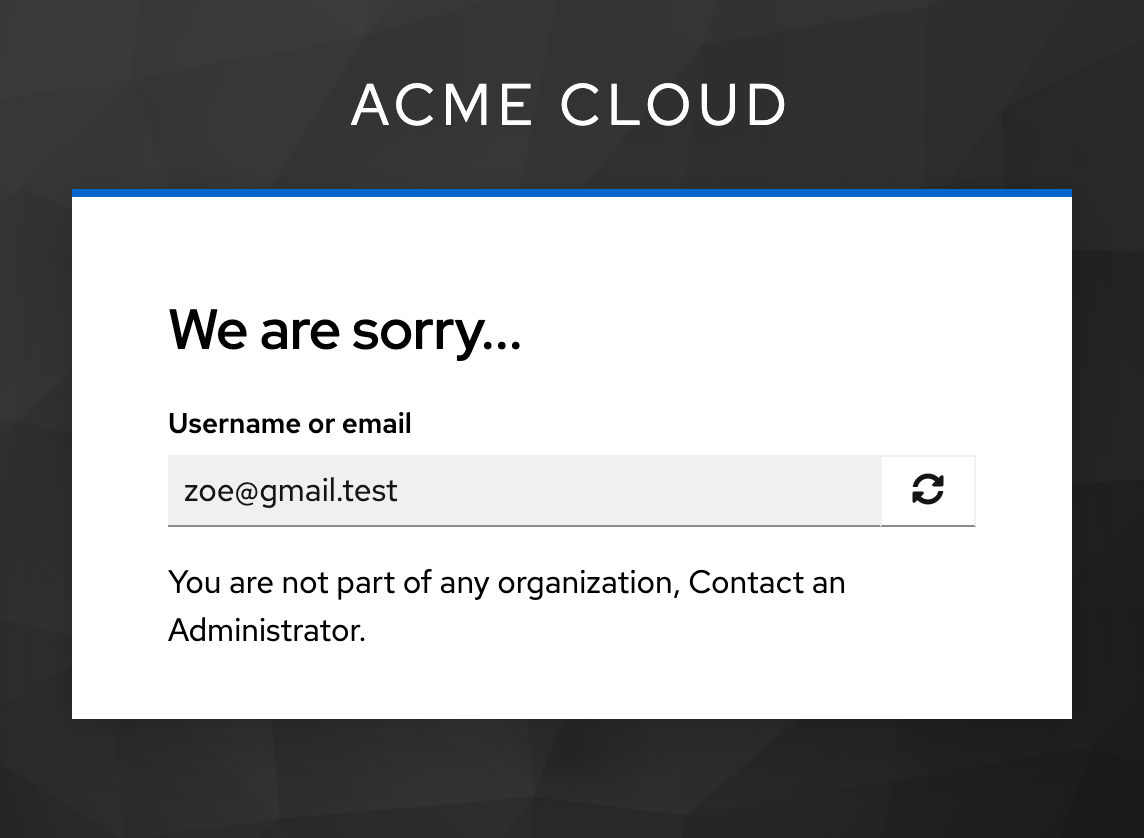 ACME CLOUD
We are sorry...
Username or email
zoe@gmail.test
You are not part of any organization, Contact an
Administrator.